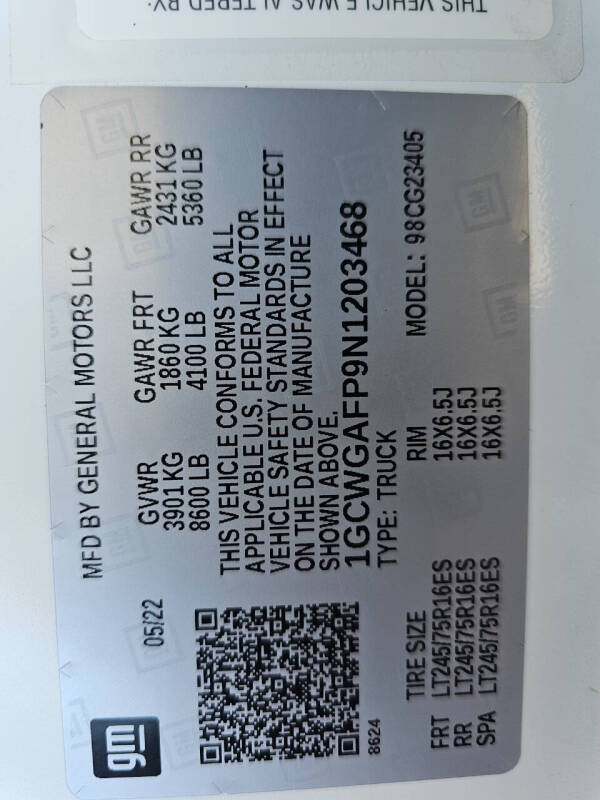 THIS VEHICLE WAS ALTERED BY:
gm
MFD BY GENERAL MOTORS LLC
05/22
GVWR GAWR FRT GAWR RR
3901 KG 1860 KG 2431 KG
8600 LB 4100 LB 5360 LB
THIS VEHICLE CONFORMS TO ALL
APPLICABLE U.S. FEDERAL MOTOR
VEHICLE SAFETY STANDARDS IN EFFECT
ON THE DATE OF MANUFACTURE
SHOWN ABOVE.
1GCWGAFP9N1203468
8624
TYPE: TRUCK MODEL: 98CG23405
TIRE SIZE RIM
FRT LT245/75R16ES 16X6.5J
RR LT245/75R16ES 16X6.5J
SPA LT245/75R16ES 16X6.5J